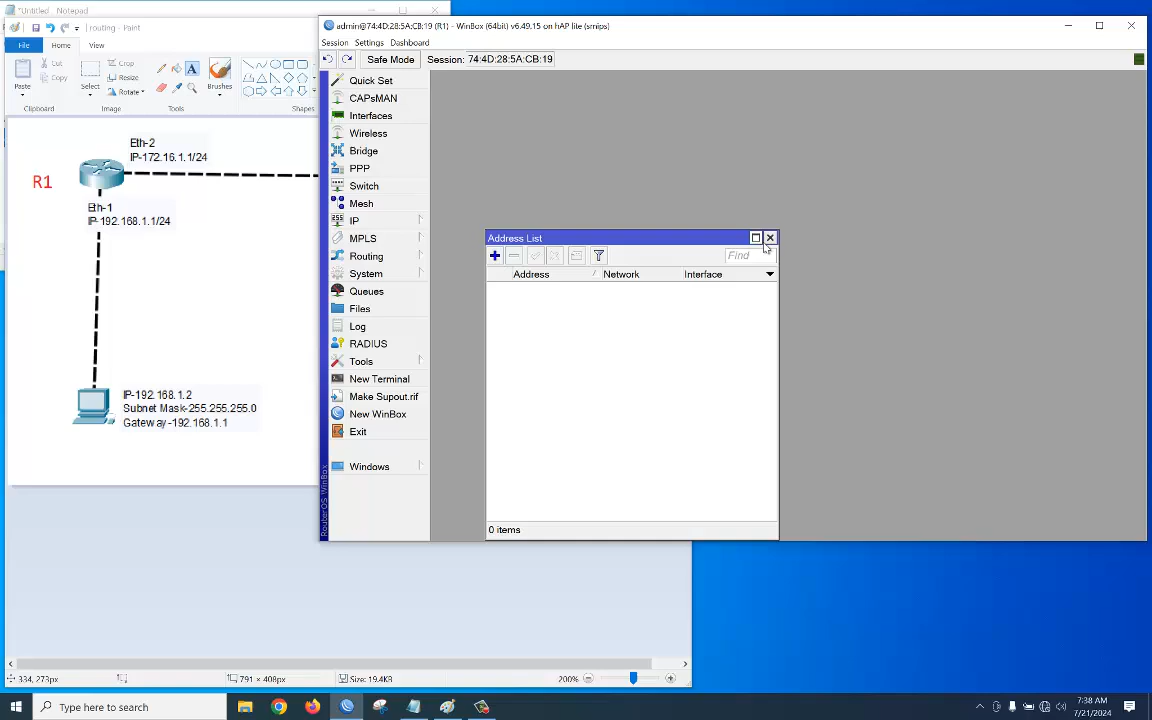 *Untitled - Notepad
routing - Paint
File
Home
View
Paste
Cut
Copy
Clipboard
Select
Crop
Resize
Rotate
Image
A
Tools
Brushes
Shapes
Eth-2
IP-172.16.1.1/24
R1
Eth-1
IP-192.168.1.1/24
IP-192.168.1.2
Subnet Mask-255.255.255.0
Gateway-192.168.1.1
334, 273px
791 × 408px
Size: 19.4KB
200%
admin@74:4D:28:5A:CB:19 (R1) - WinBox (64bit) v6.49.15 on hAP lite (smips)
Session Settings Dashboard
Safe Mode Session: 74:4D:28:5A:CB:19
Quick Set
CAPsMAN
Interfaces
Wireless
Bridge
PPP
Switch
Mesh
255 IP
MPLS
Routing
System
Queues
Files
Log
RADIUS
Tools
New Terminal
Make Supout.rif
New WinBox
Exit
Windows
RouterOS WinBox
Address List
Find
Address Network Interface
0 items
Type here to search
7:38 AM
7/21/2024